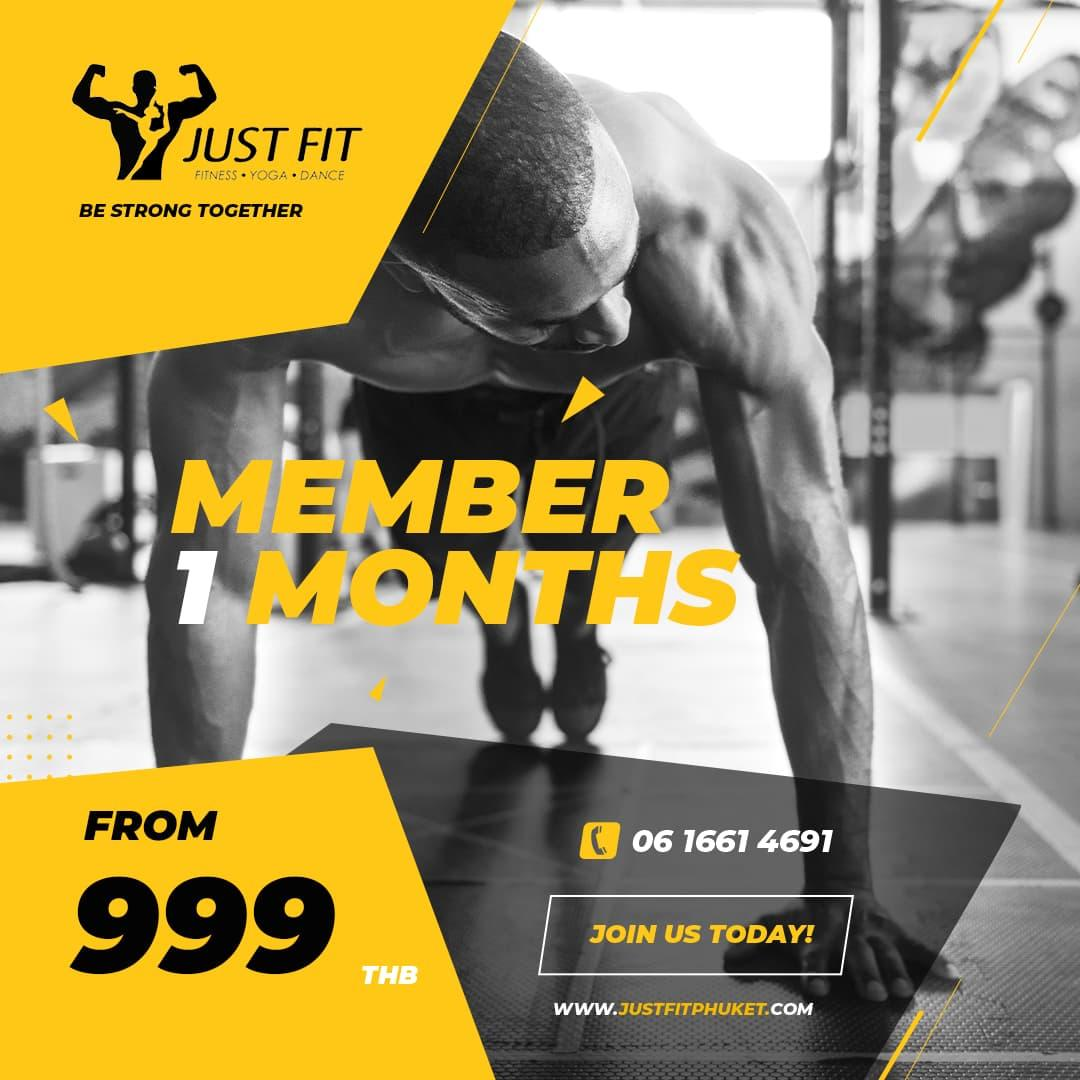 JUST FIT
FITNESS • YOGA • DANCE
BE STRONG TOGETHER
MEMBER
1 MONTHS
FROM
999
THB
06 1661 4691
JOIN US TODAY!
WWW.JUSTFITPHUKET.COM